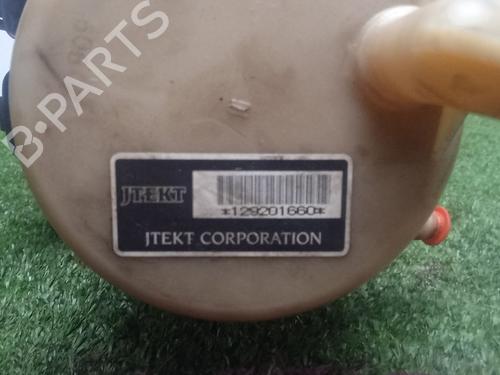 B-PARTS
JTEKT
*129201660*
JTEKT CORPORATION